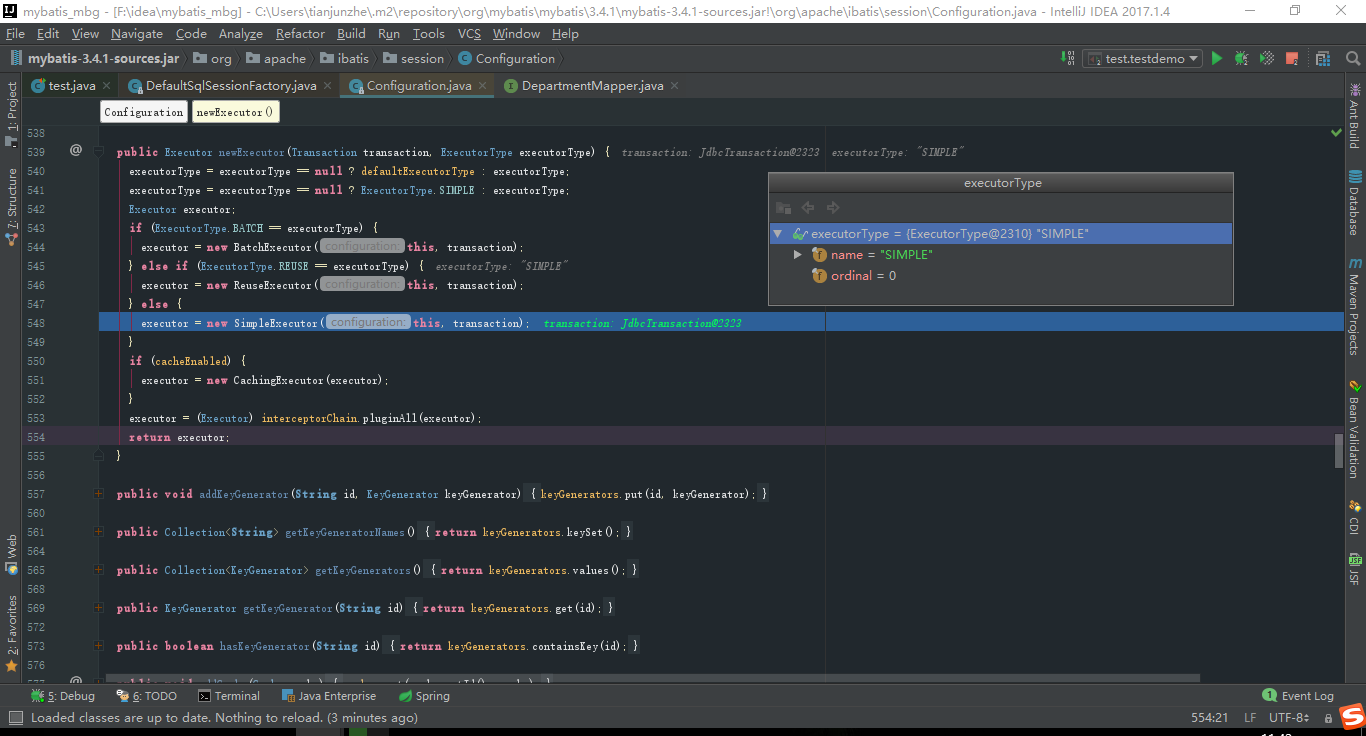 mybatis_mbg - [F:\idea\mybatis_mbg] - C:\Users\tianjunzhe\.m2\repository\org\mybatis\mybatis\3.4.1\mybatis-3.4.1-sources.jar!\org\apache\ibatis\session\Configuration.java - IntelliJ IDEA 2017.1.4
File Edit View Navigate Code Analyze Refactor Build Run Tools VCS Window Help
mybatis-3.4.1-sources.jar org apache ibatis session Configuration test.testdemo
test.java DefaultSqlSessionFactory.java Configuration.java DepartmentMapper.java
Configuration newExecutor()
538
539 @ public Executor newExecutor(Transaction transaction, ExecutorType executorType) { transaction: JdbcTransaction@2323 executorType: "SIMPLE"
540 executorType = executorType == null ? defaultExecutorType : executorType;
541 executorType = executorType == null ? ExecutorType.SIMPLE : executorType;
542 Executor executor;
543 if (ExecutorType.BATCH == executorType) {
544 executor = new BatchExecutor( configuration: this, transaction);
545 } else if (ExecutorType.REUSE == executorType) { executorType: "SIMPLE"
546 executor = new ReuseExecutor( configuration: this, transaction);
547 } else {
548 executor = new SimpleExecutor( configuration: this, transaction); transaction: JdbcTransaction@2323
549 }
550 if (cacheEnabled) {
551 executor = new CachingExecutor(executor);
552 }
553 executor = (Executor) interceptorChain.pluginAll(executor);
554 return executor;
555 }
556
557 public void addKeyGenerator(String id, KeyGenerator keyGenerator) { keyGenerators.put(id, keyGenerator); }
560
561 public Collection<String> getKeyGeneratorNames() { return keyGenerators.keySet(); }
564
565 public Collection<KeyGenerator> getKeyGenerators() { return keyGenerators.values(); }
568
569 public KeyGenerator getKeyGenerator(String id) { return keyGenerators.get(id); }
572
573 public boolean hasKeyGenerator(String id) { return keyGenerators.containsKey(id); }
576
executorType
executorType = {ExecutorType@2310} "SIMPLE"
name = "SIMPLE"
ordinal = 0
1: Project
7: Structure
Web
2: Favorites
Ant Build
Database
Maven Projects
Bean Validation
CDI
JSF
5: Debug 6: TODO Terminal Java Enterprise Spring 1 Event Log
Loaded classes are up to date. Nothing to reload. (3 minutes ago) 554:21 LF UTF-8